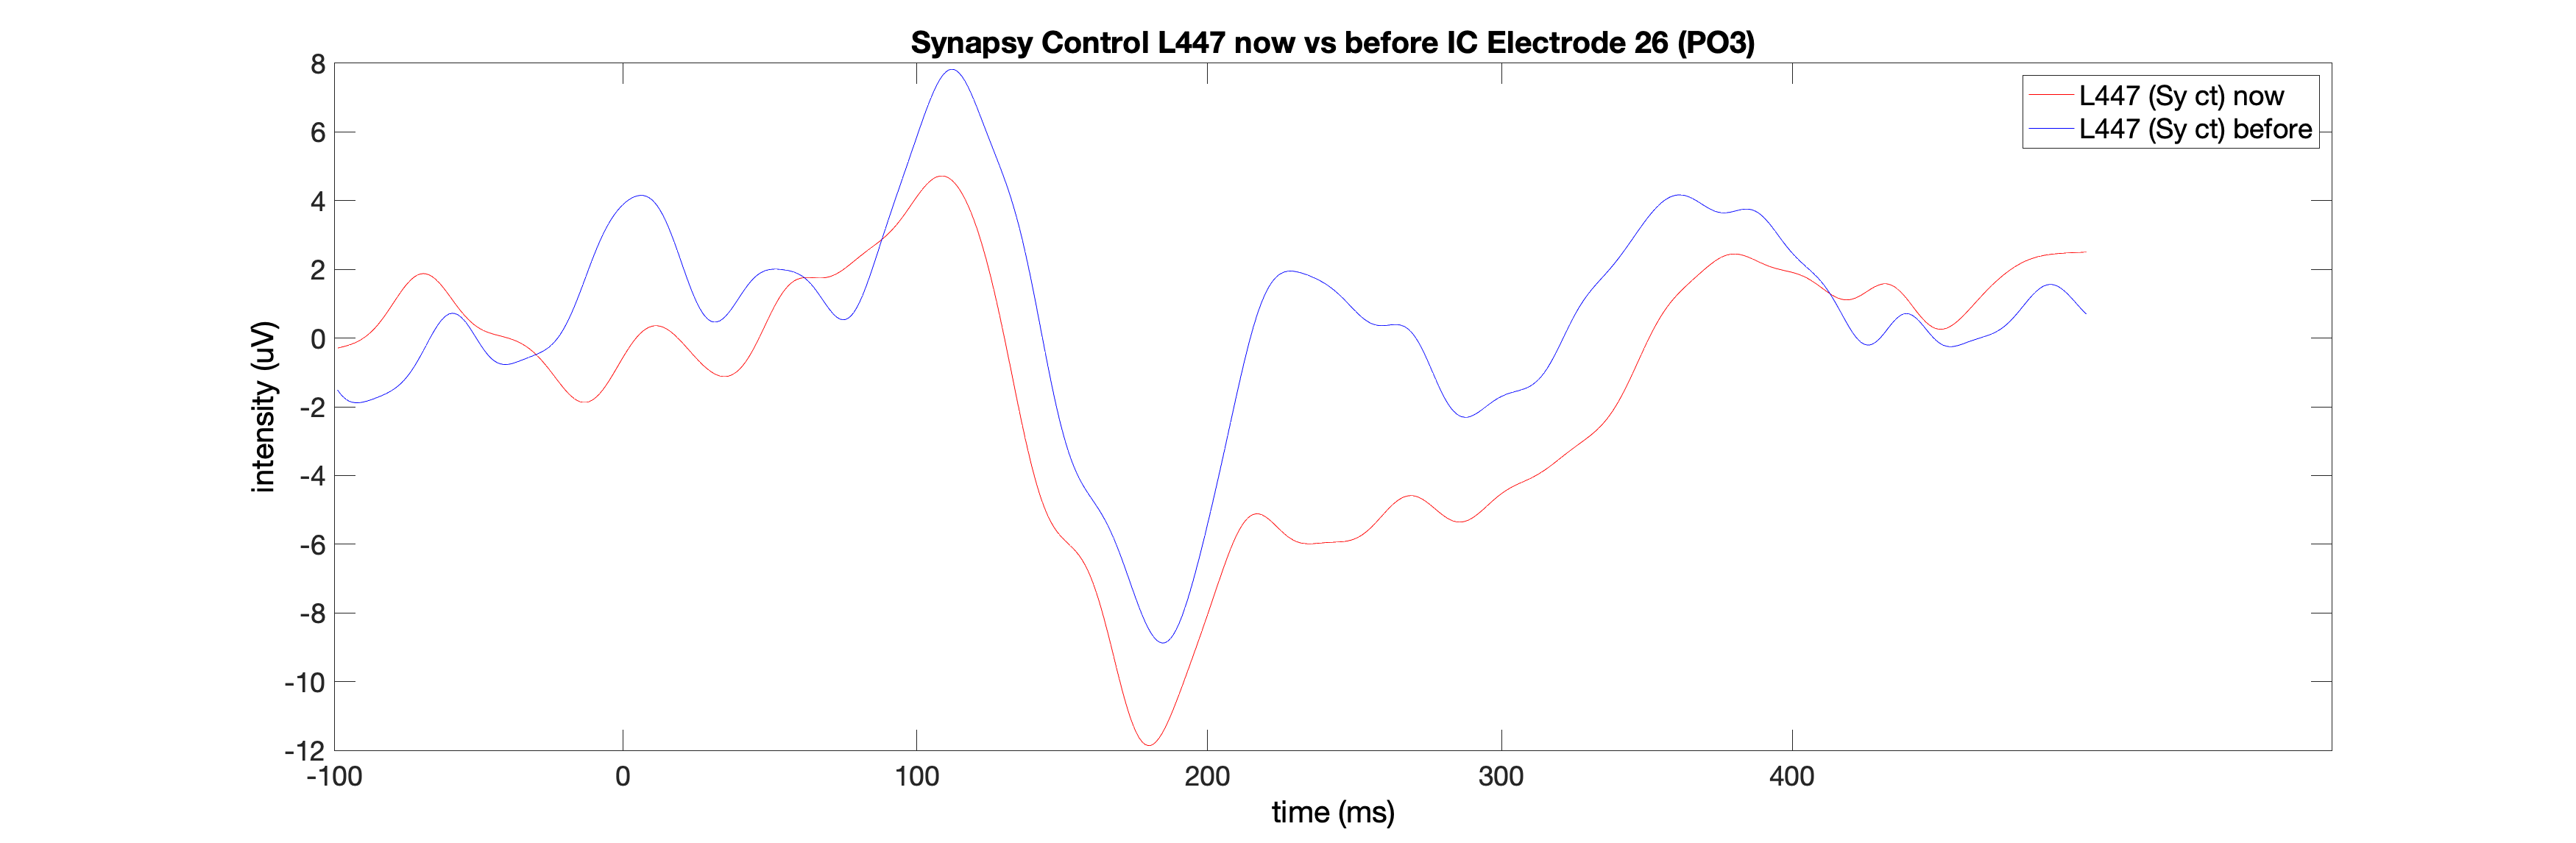 Synapsy Control L447 now vs before IC Electrode 26 (PO3)
L447 (Sy ct) now
L447 (Sy ct) before
intensity (uV)
8
6
4
2
0
-2
-4
-6
-8
-10
-12
-100 0 100 200 300 400
time (ms)